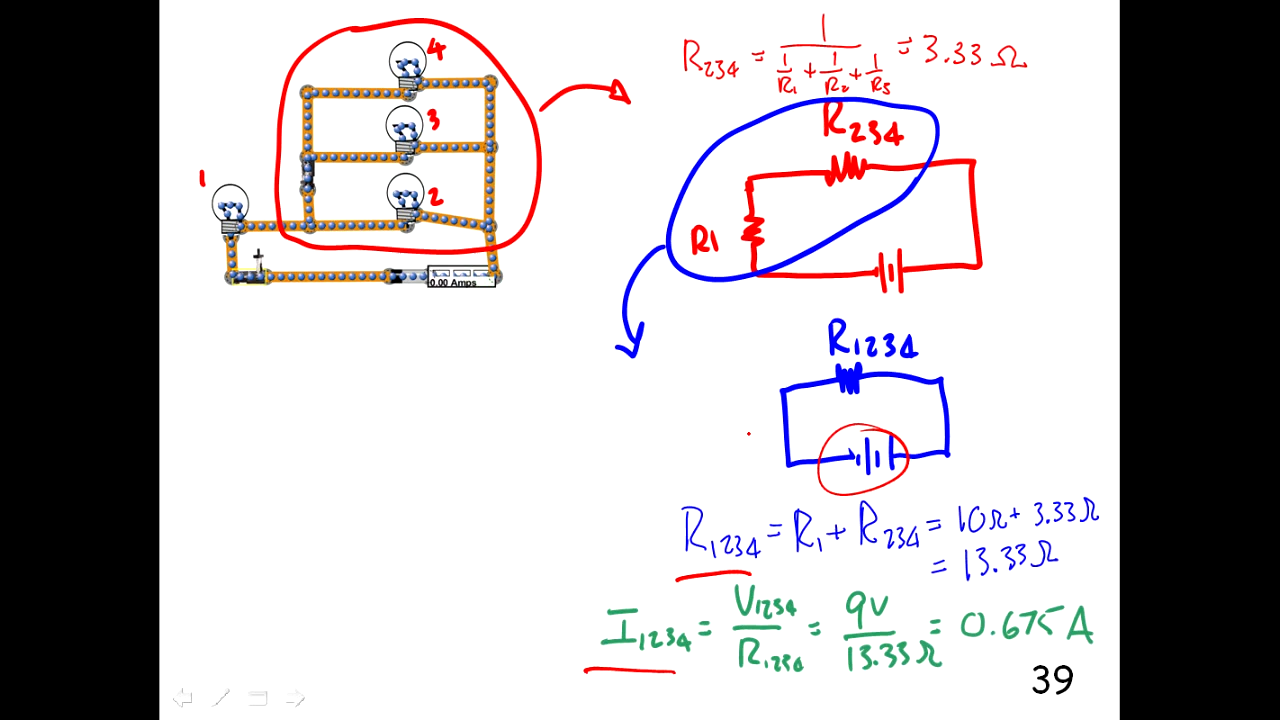 R234 = 1 / (1/R1 + 1/R2 + 1/R3) = 3.33 Ω
4
3
2
1
+
0.00 Amps
R234
R1
R1234
R1234 = R1 + R234 = 10Ω + 3.33Ω
= 13.33Ω
I1234 = V1234 / R1234 = 9V / 13.33Ω = 0.675 A
39